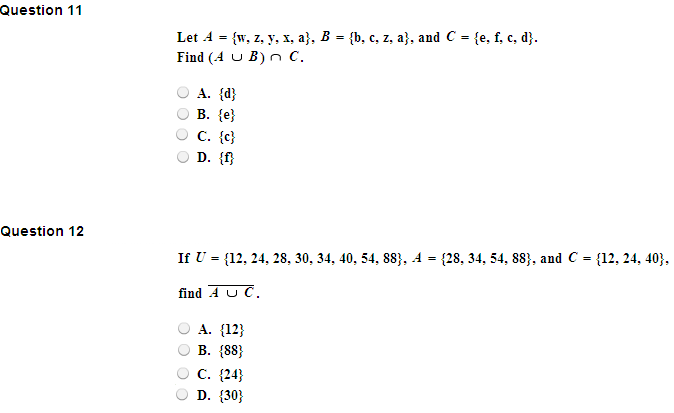 Question 11
Let A = {w, z, y, x, a}, B = {b, c, z, a}, and C = {e, f, c, d}.
Find (A ∪ B) ∩ C.
A. {d}
B. {e}
C. {c}
D. {f}
Question 12
If U = {12, 24, 28, 30, 34, 40, 54, 88}, A = {28, 34, 54, 88}, and C = {12, 24, 40},
find A̅ ̅∪̅ ̅C̅.
A. {12}
B. {88}
C. {24}
D. {30}